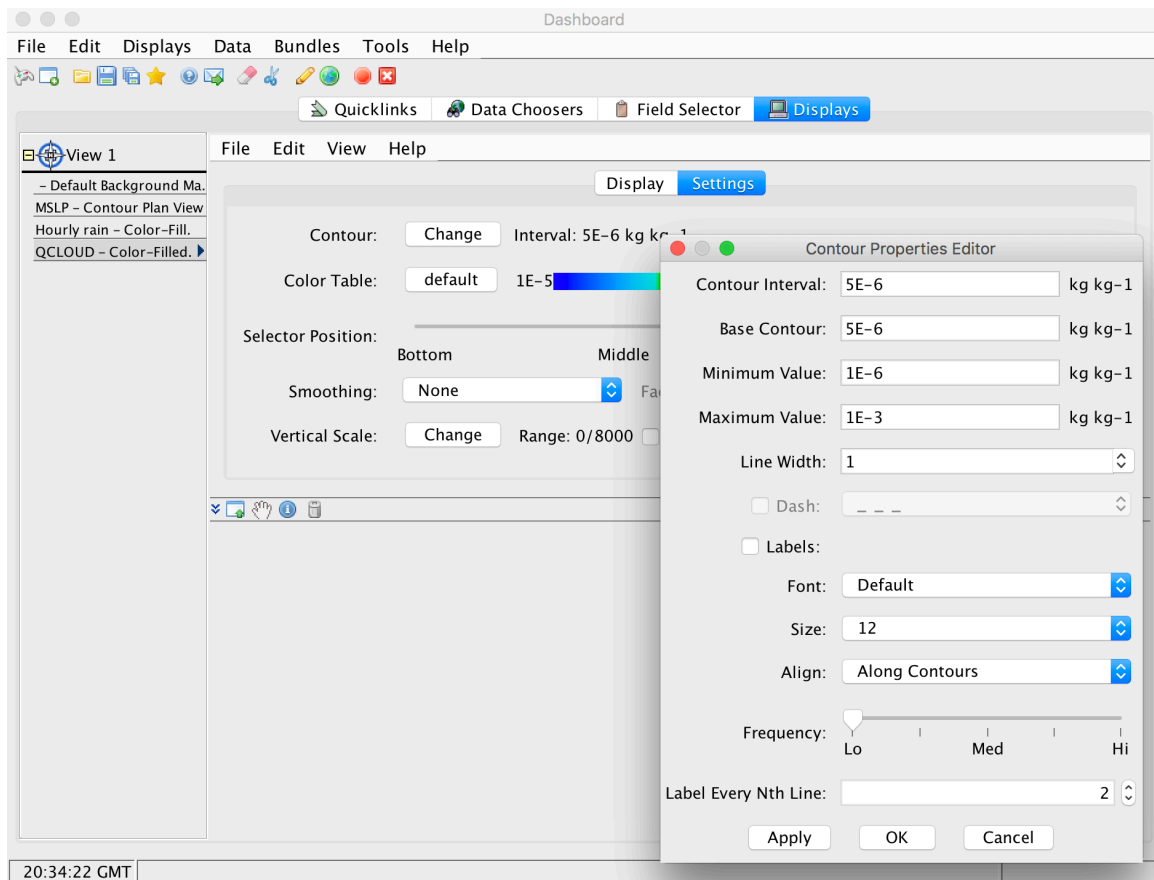 Dashboard
File Edit Displays Data Bundles Tools Help
Quicklinks Data Choosers Field Selector Displays
View 1
– Default Background Ma.
MSLP – Contour Plan View
Hourly rain – Color-Fill.
QCLOUD – Color-Filled.
File Edit View Help
Display Settings
Contour: Change Interval: 5E-6 kg kg-1
Color Table: default 1E-5
Selector Position:
Bottom Middle
Smoothing: None
Vertical Scale: Change Range: 0/8000
Contour Properties Editor
Contour Interval: 5E-6 kg kg-1
Base Contour: 5E-6 kg kg-1
Minimum Value: 1E-6 kg kg-1
Maximum Value: 1E-3 kg kg-1
Line Width: 1
Dash: _ _ _
Labels:
Font: Default
Size: 12
Align: Along Contours
Frequency:
Lo Med Hi
Label Every Nth Line: 2
Apply OK Cancel
20:34:22 GMT